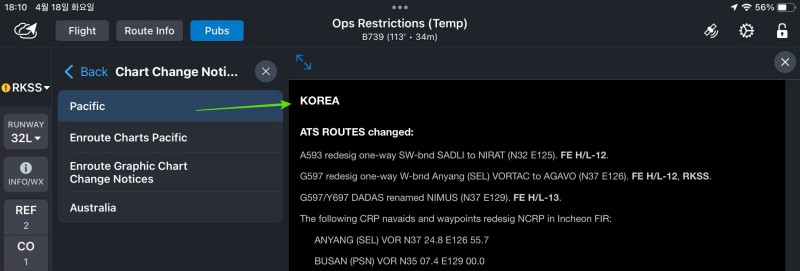 18:10 4월 18일 화요일
56%
Flight
Route Info
Pubs
Ops Restrictions (Temp)
B739 (113' • 34m)
RKSS
RUNWAY
32L
INFO/WX
REF
2
CO
1
Back
Chart Change Noti...
Pacific
Enroute Charts Pacific
Enroute Graphic Chart
Change Notices
Australia
KOREA
ATS ROUTES changed:
A593 redesig one-way SW-bnd SADLI to NIRAT (N32 E125). FE H/L-12.
G597 redesig one-way W-bnd Anyang (SEL) VORTAC to AGAVO (N37 E126). FE H/L-12, RKSS.
G597/Y697 DADAS renamed NIMUS (N37 E129). FE H/L-13.
The following CRP navaids and waypoints redesig NCRP in Incheon FIR:
ANYANG (SEL) VOR N37 24.8 E126 55.7
BUSAN (PSN) VOR N35 07.4 E129 00.0